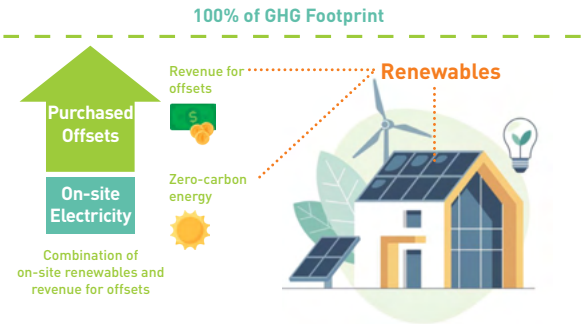 100% of GHG Footprint
Purchased
Offsets
On-site
Electricity
Combination of
on-site renewables and
revenue for offsets
Revenue for
offsets
$
Zero-carbon
energy
Renewables